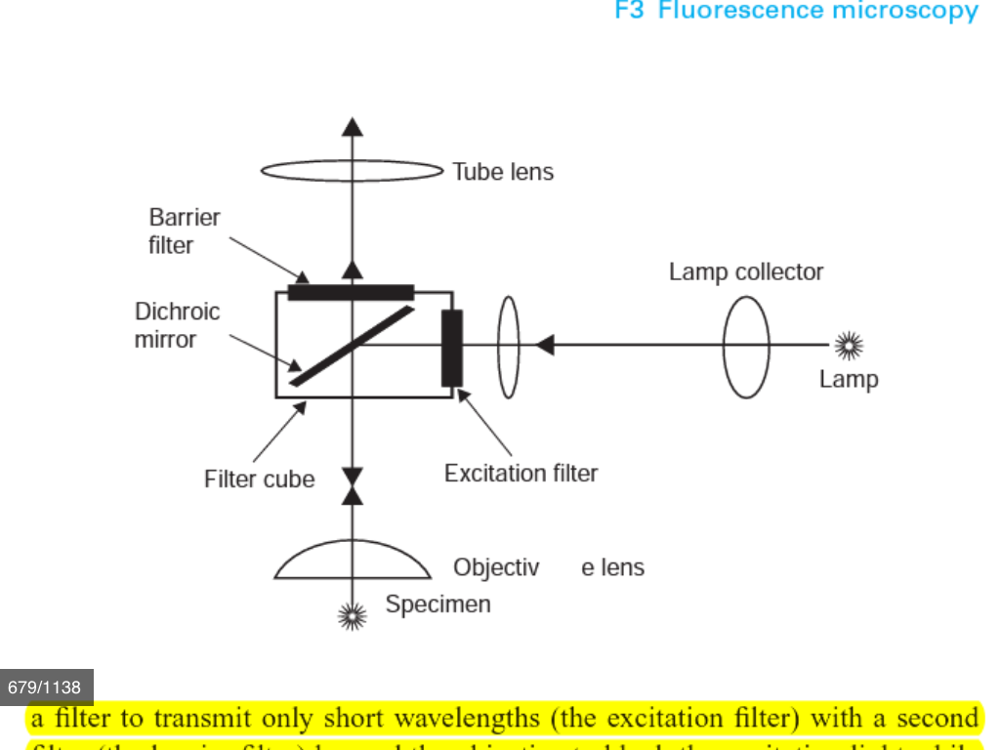 F3 Fluorescence microscopy
Tube lens
Barrier
filter
Lamp collector
Dichroic
mirror
Lamp
Filter cube
Excitation filter
Objectiv e lens
Specimen
679/1138
a filter to transmit only short wavelengths (the excitation filter) with a second